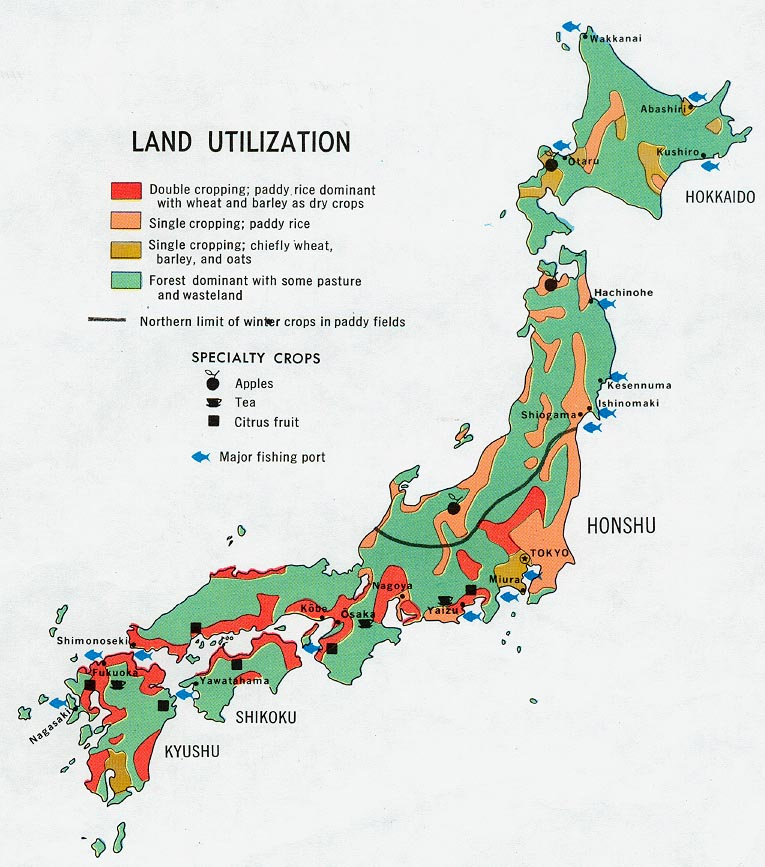 LAND UTILIZATION
Double cropping; paddy rice dominant
with wheat and barley as dry crops
Single cropping; paddy rice
Single cropping; chiefly wheat,
barley, and oats
Forest dominant with some pasture
and wasteland
Northern limit of winter crops in paddy fields
SPECIALTY CROPS
Apples
Tea
Citrus fruit
Major fishing port
Wakkanai
Abashiri
Otaru
Kushiro
HOKKAIDO
Hachinohe
Kesennuma
Ishinomaki
Shiogama
HONSHU
TOKYO
Miura
Nagoya
Yaizu
Kōbe
Ōsaka
Shimonoseki
Fukuoka
Yawatahama
Nagasaki
SHIKOKU
KYUSHU